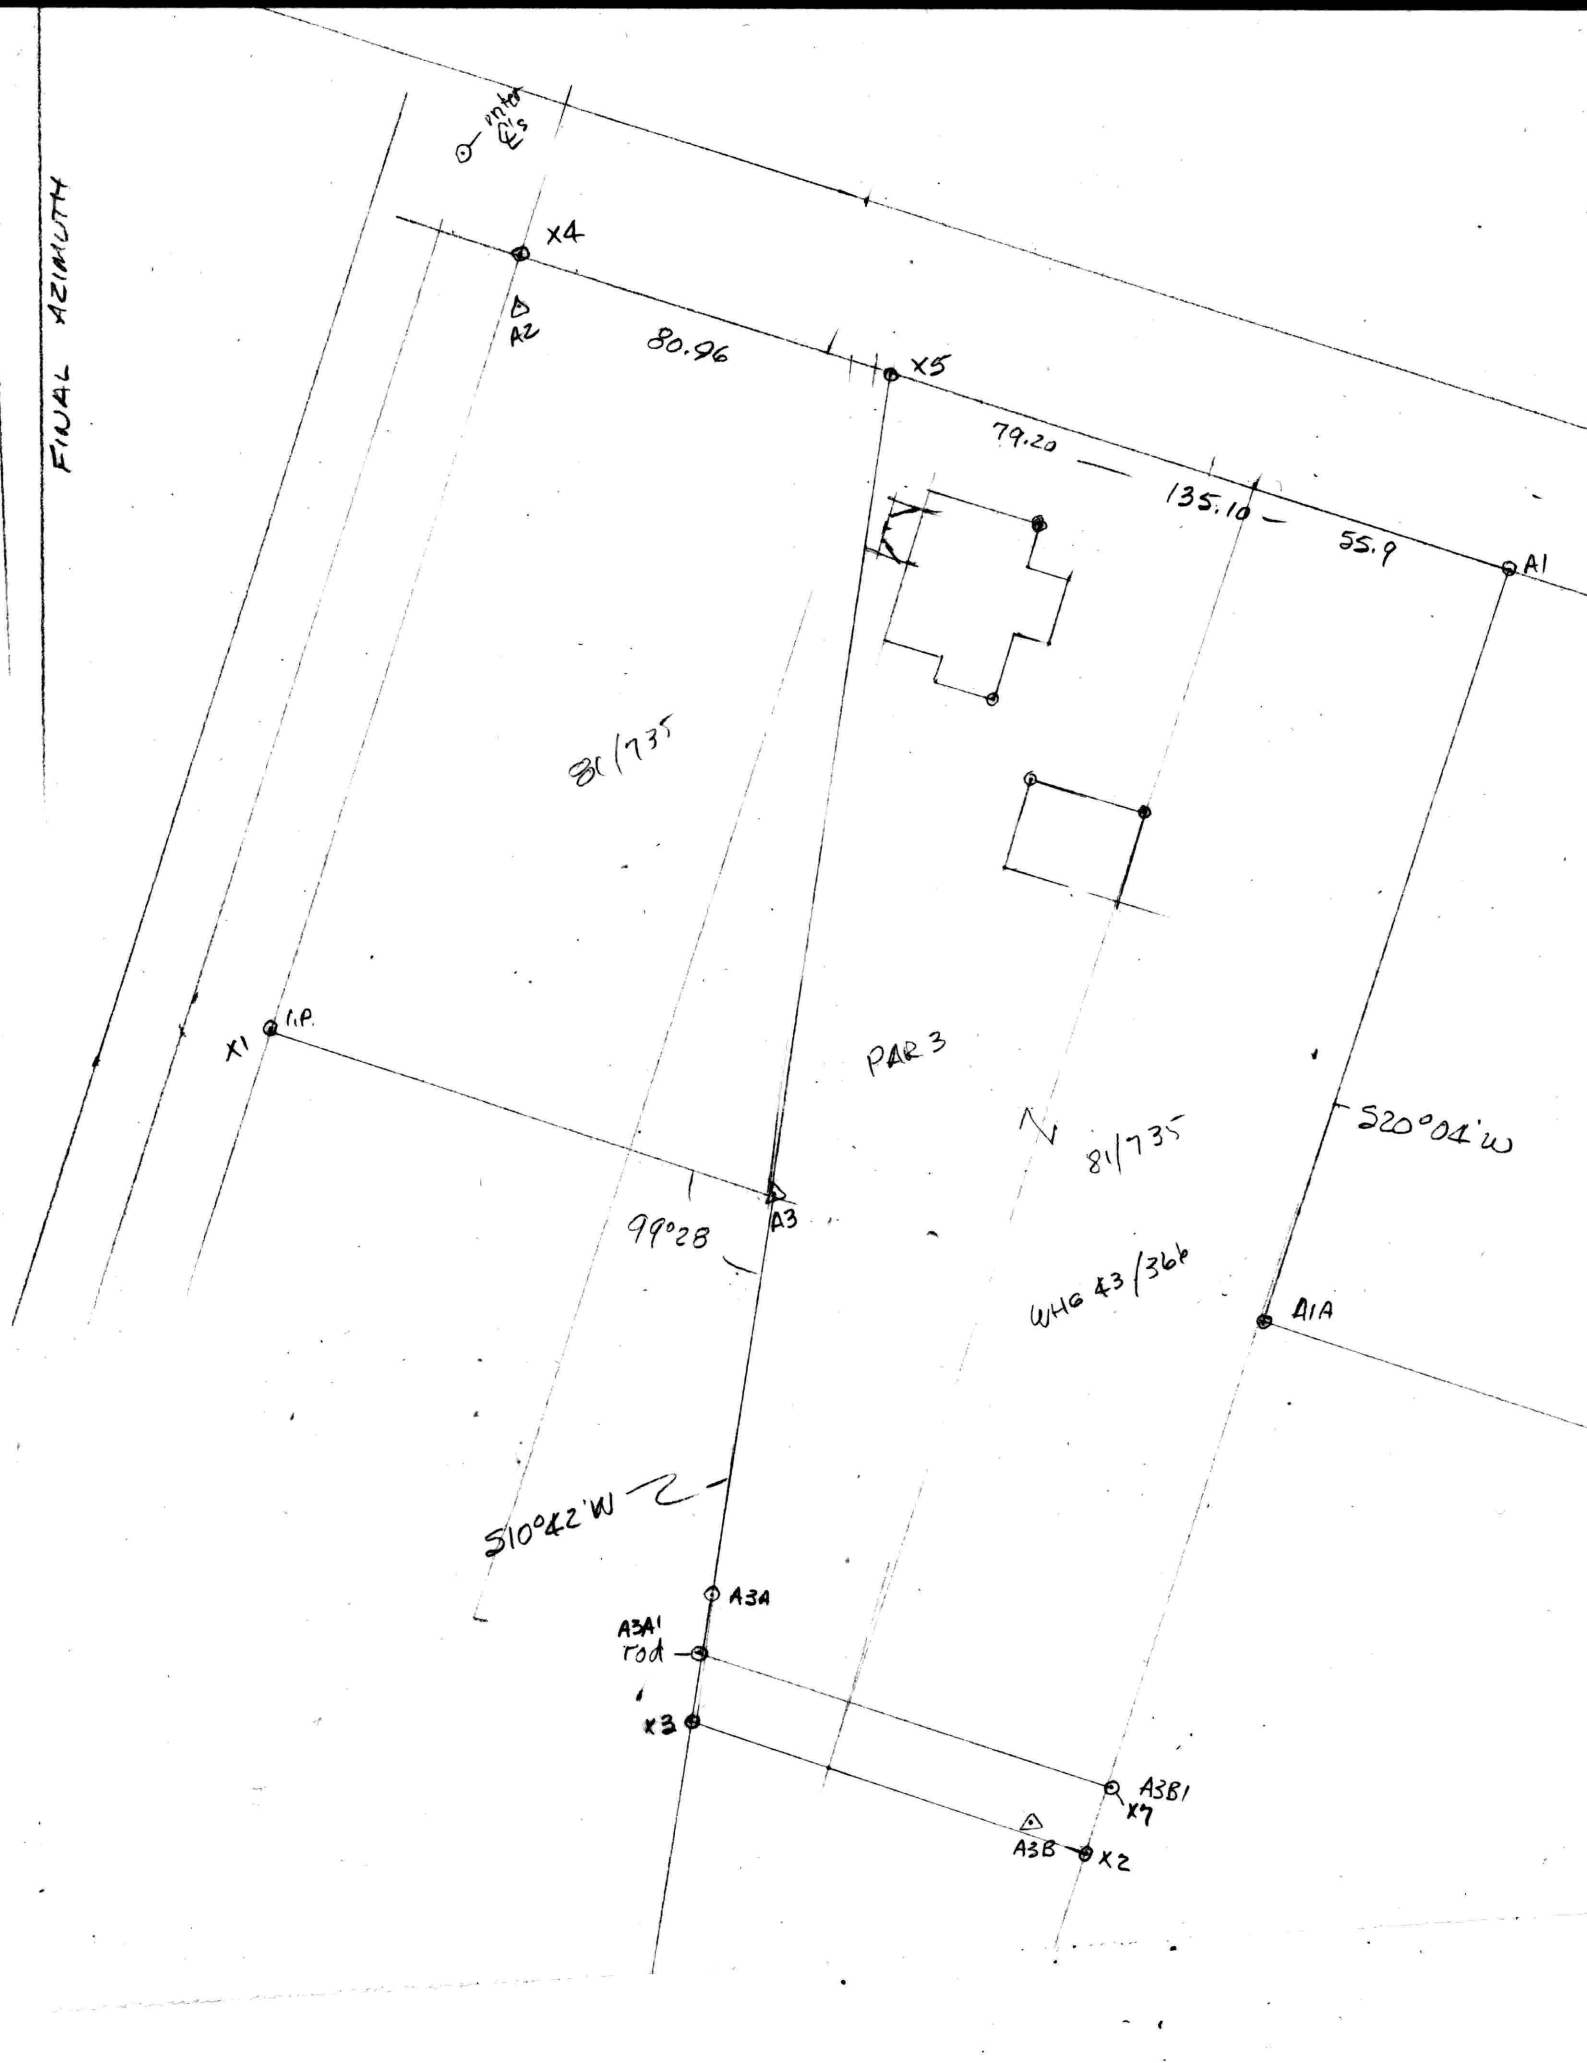 FINAL AZIMUTH
inter
℄'s
X4
A2
80.96
X5
79.20
135.10
55.9
A1
81/735
X1
I.P.
PAR 3
N
81/735
S20°04'W
A3
99°28
WHG 43/366
A1A
S10°42'W
A3A
A3A1
rod
X3
A3B1
X7
A3B
X2